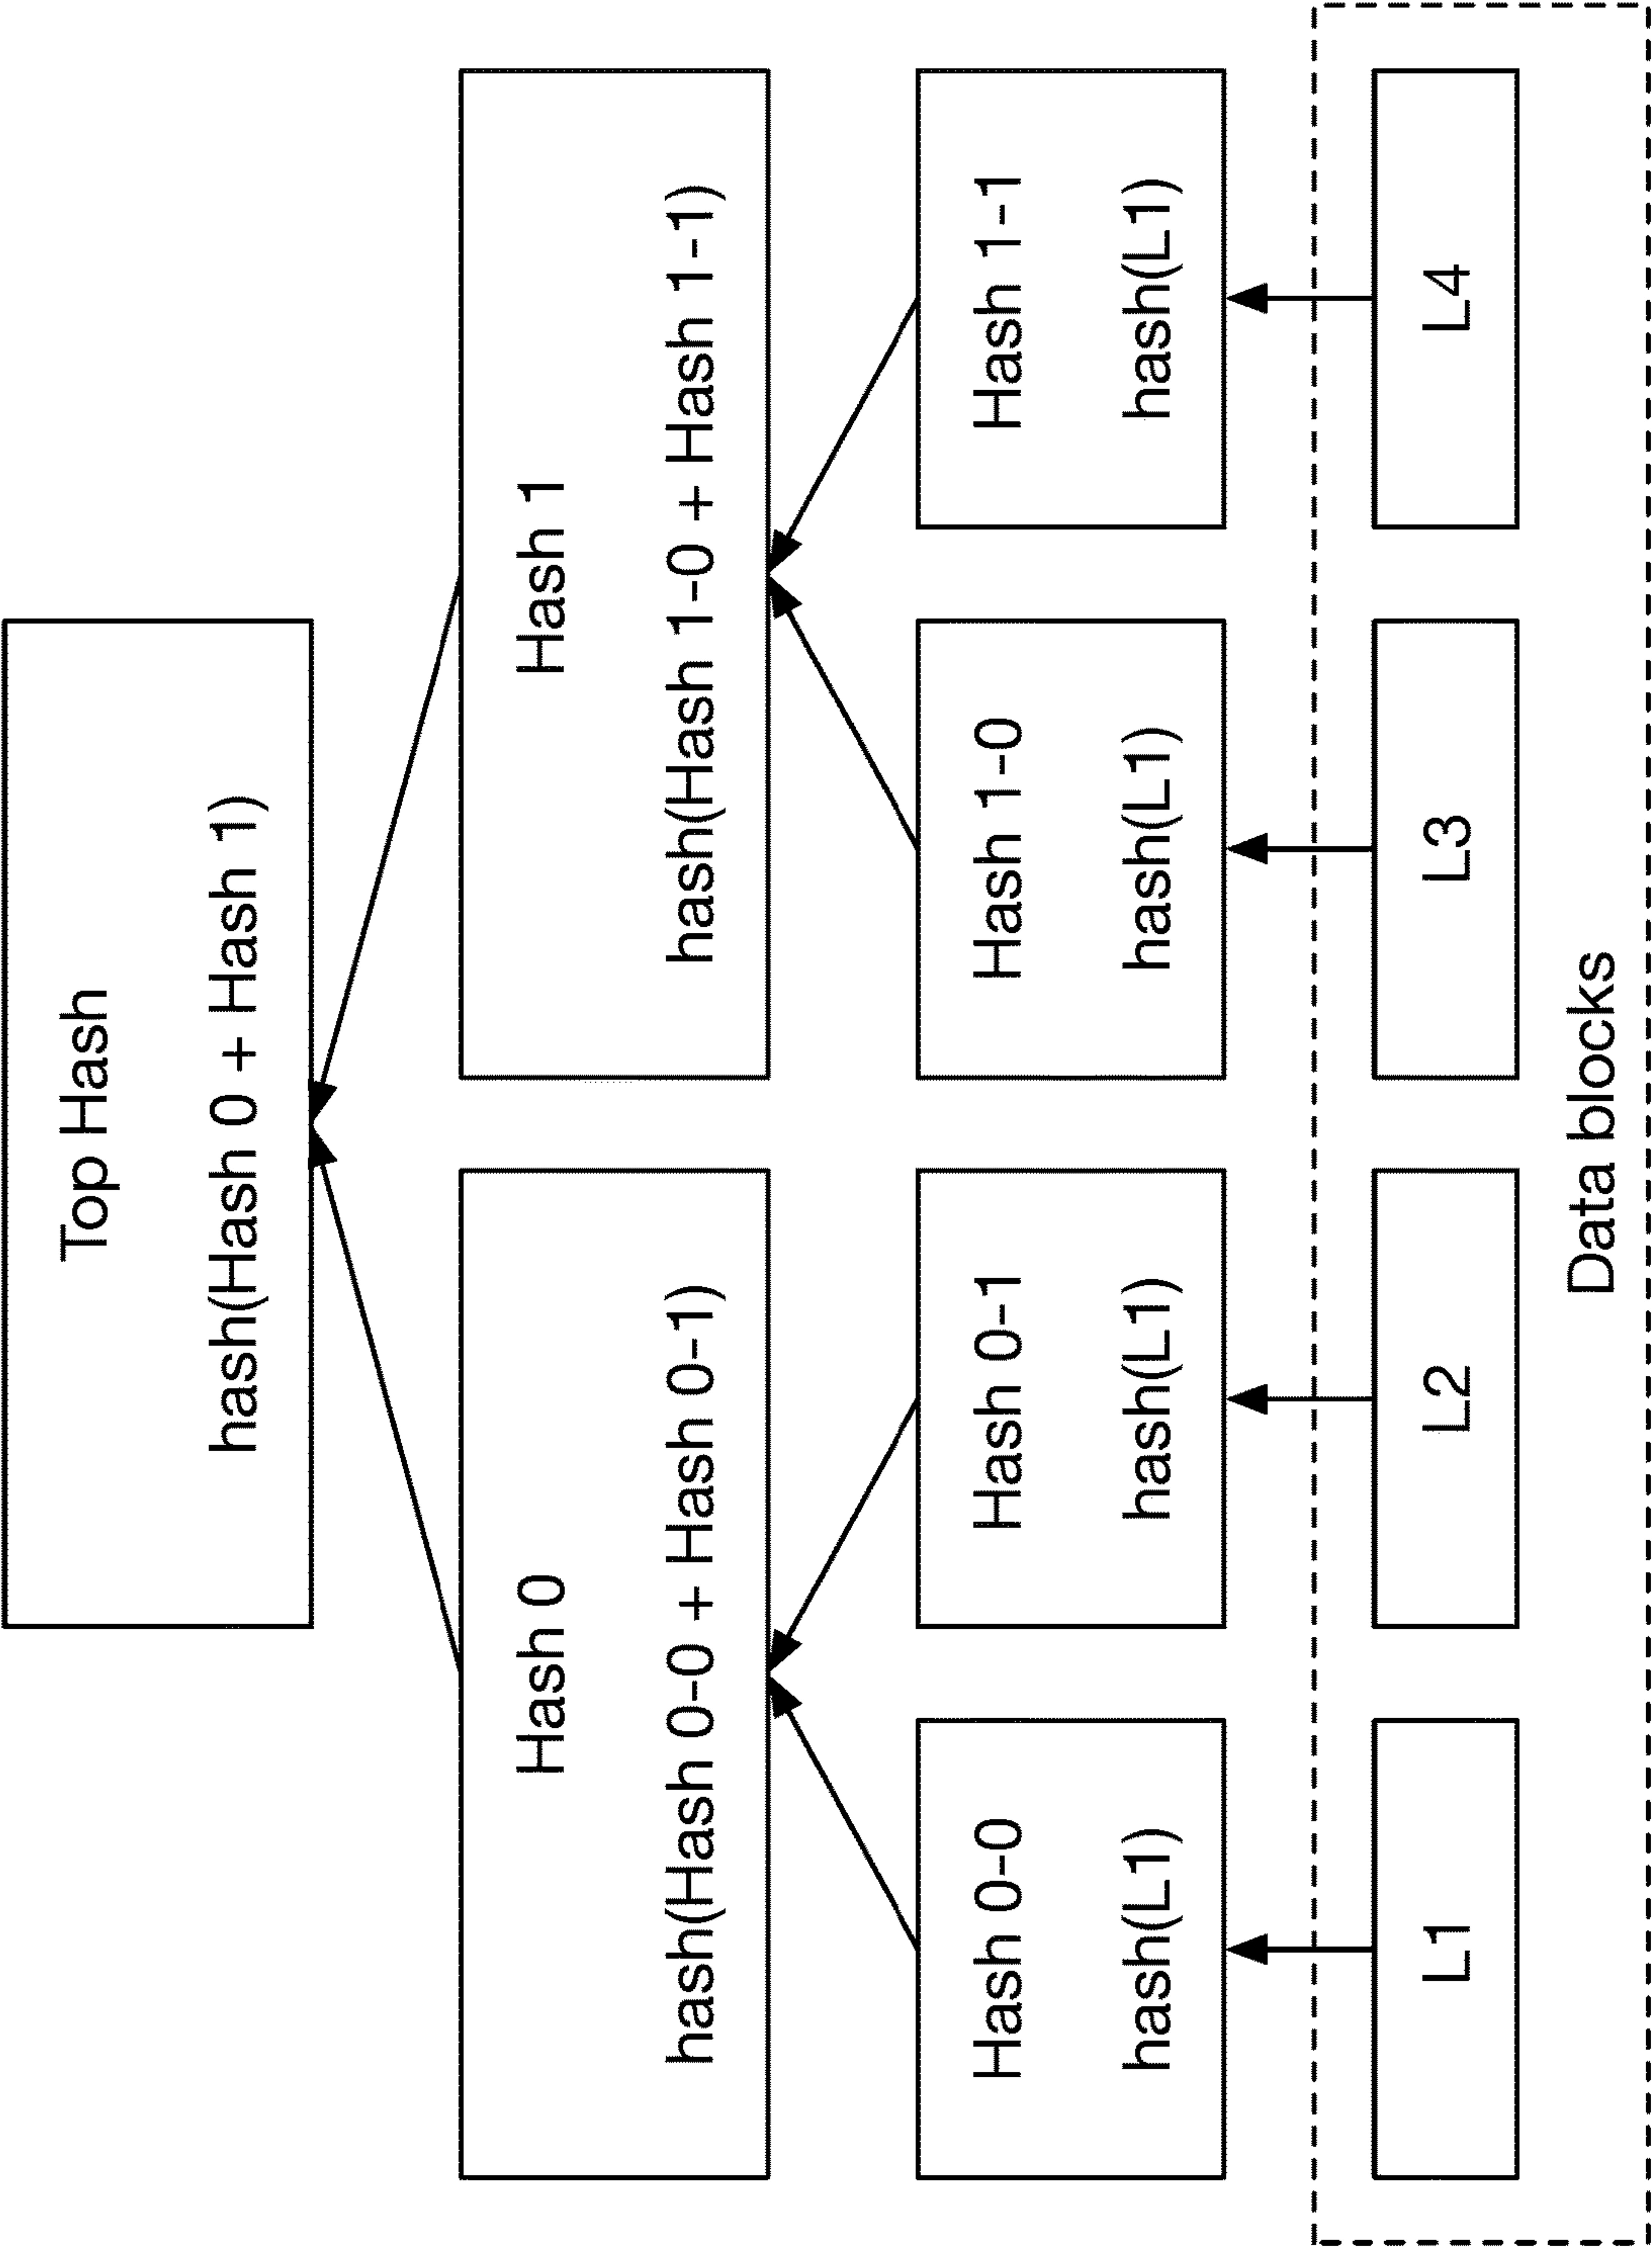 Top Hash
hash(Hash 0 + Hash 1)
Hash 0
hash(Hash 0-0 + Hash 0-1)
Hash 1
hash(Hash 1-0 + Hash 1-1)
Hash 0-0
hash(L1)
Hash 0-1
hash(L1)
Hash 1-0
hash(L1)
Hash 1-1
hash(L1)
L1
L2
L3
L4
Data blocks